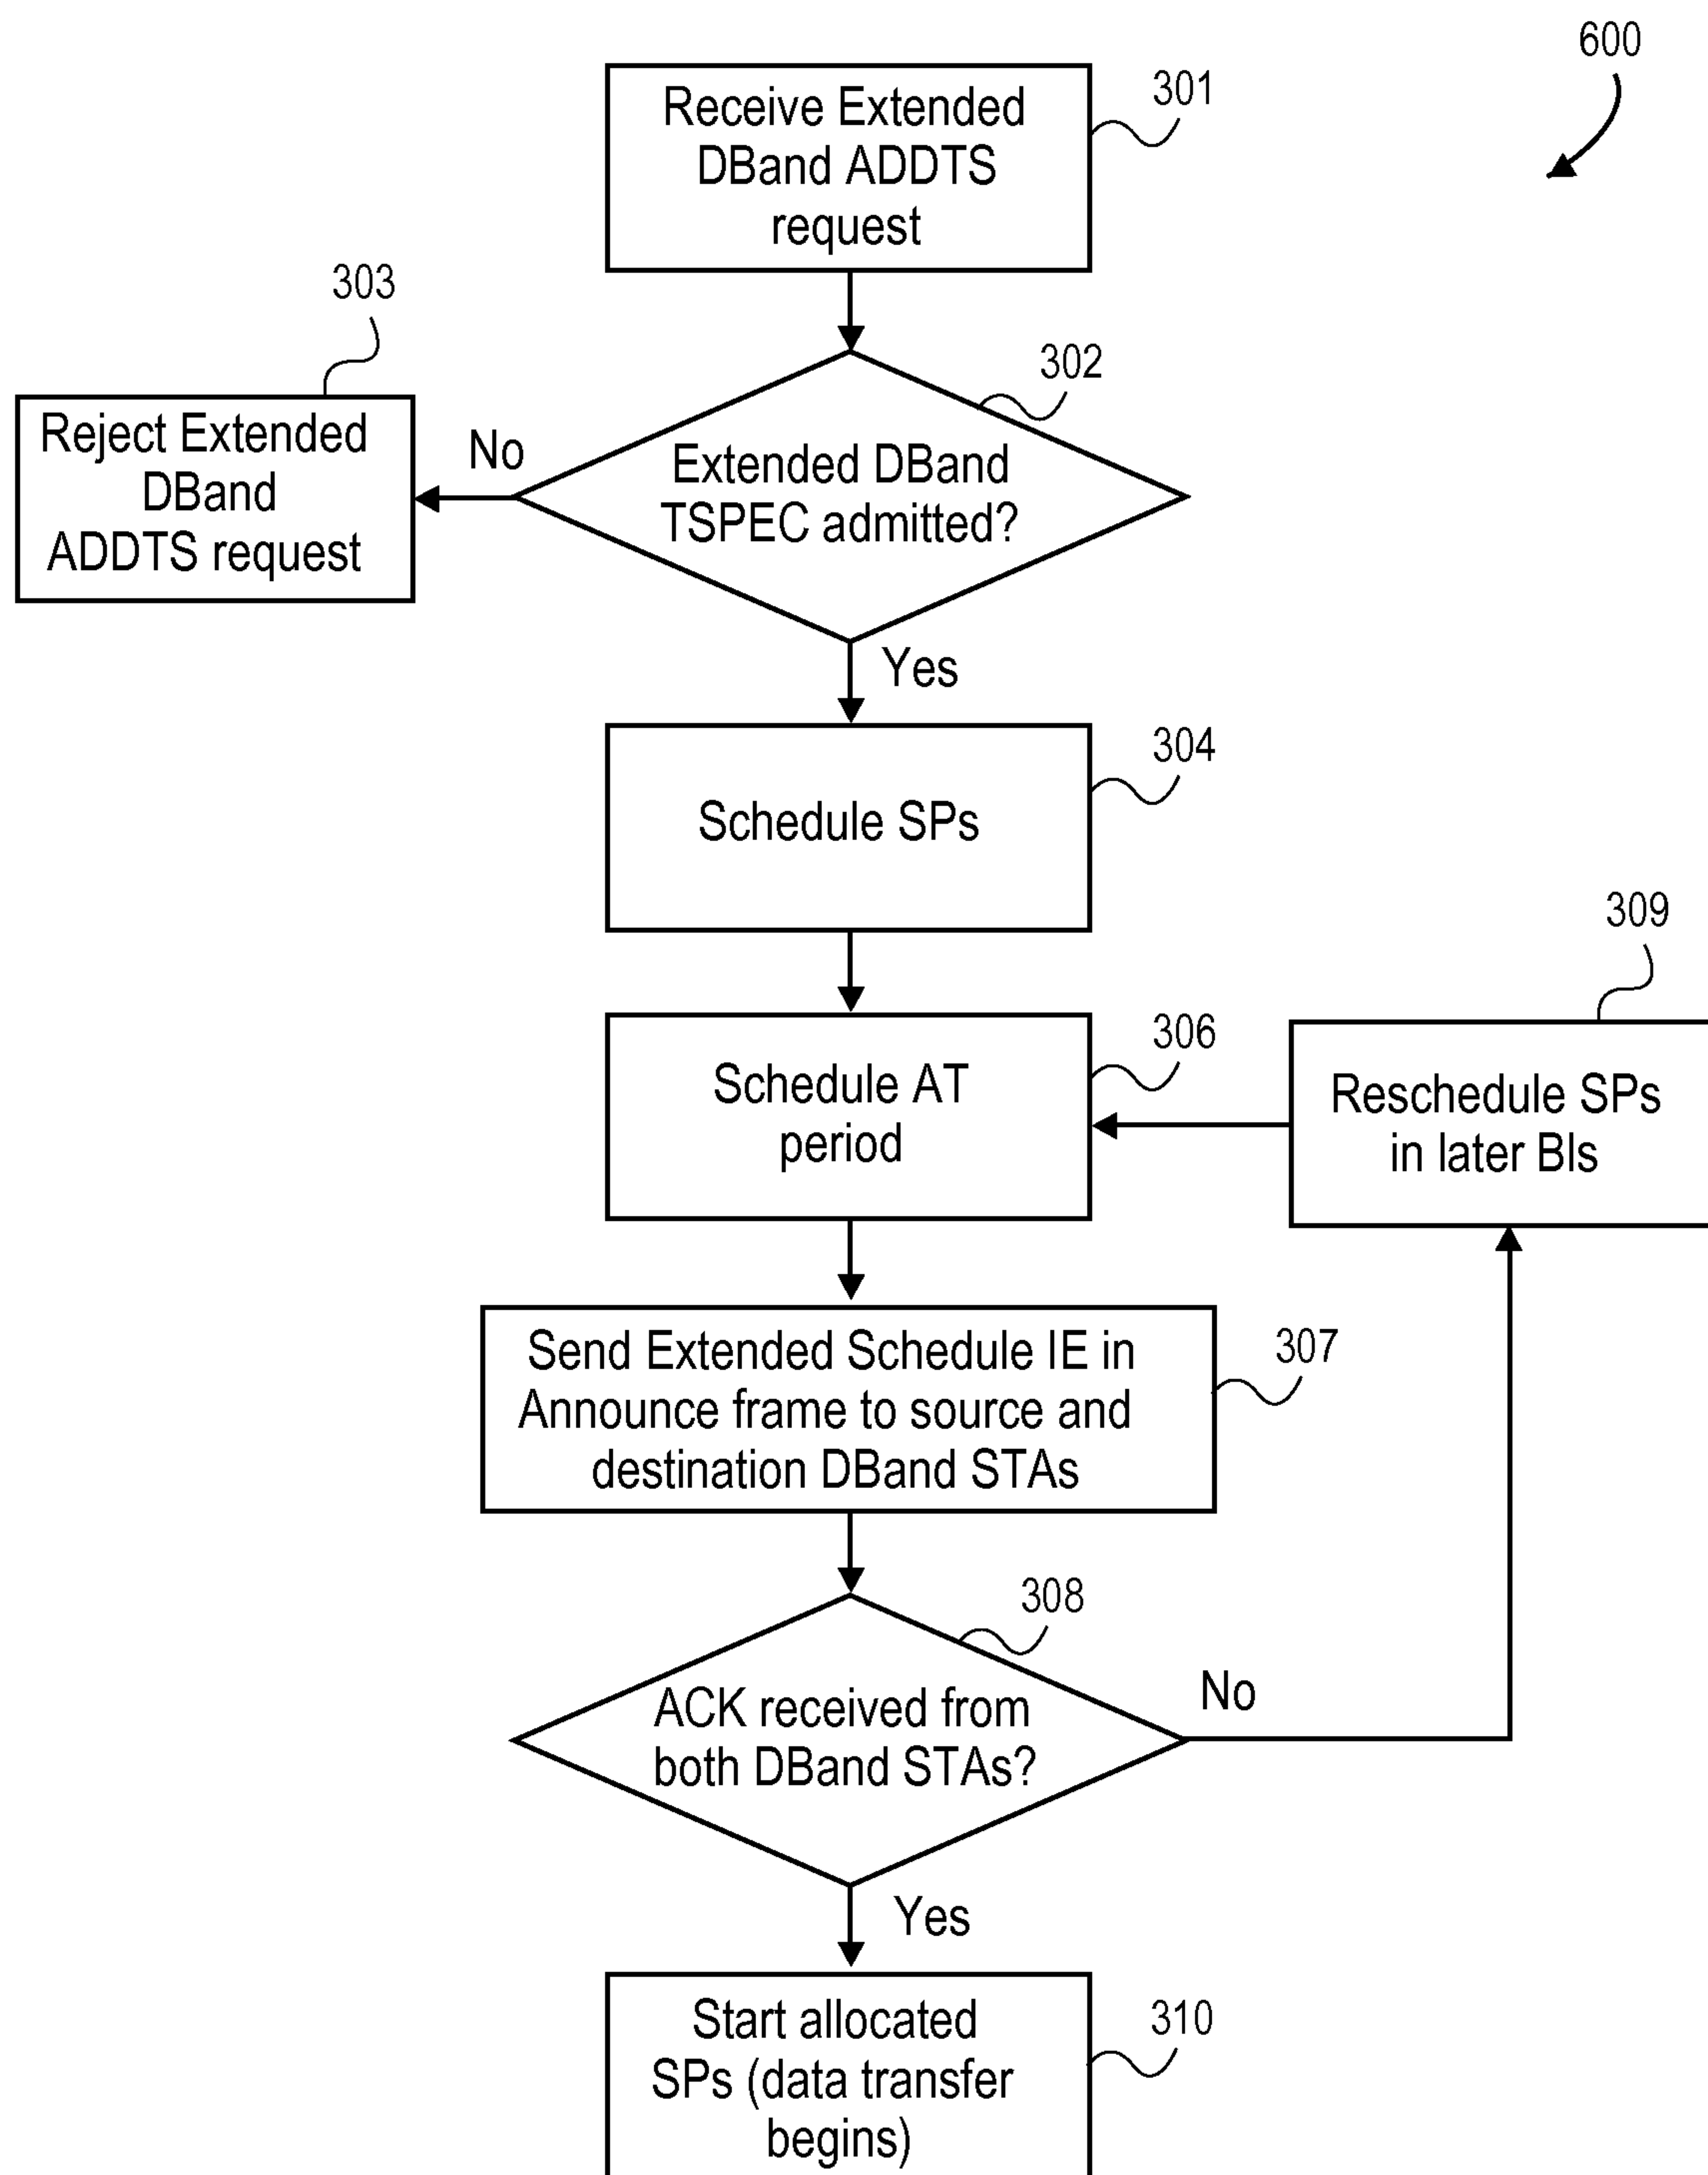 600
301
Receive Extended
DBand ADDTS
request
303
302
Reject Extended
DBand
ADDTS request
No
Extended DBand
TSPEC admitted?
Yes
304
Schedule SPs
309
306
Schedule AT
period
Reschedule SPs
in later BIs
307
Send Extended Schedule IE in
Announce frame to source and
destination DBand STAs
308
ACK received from
both DBand STAs?
No
Yes
310
Start allocated
SPs (data transfer
begins)